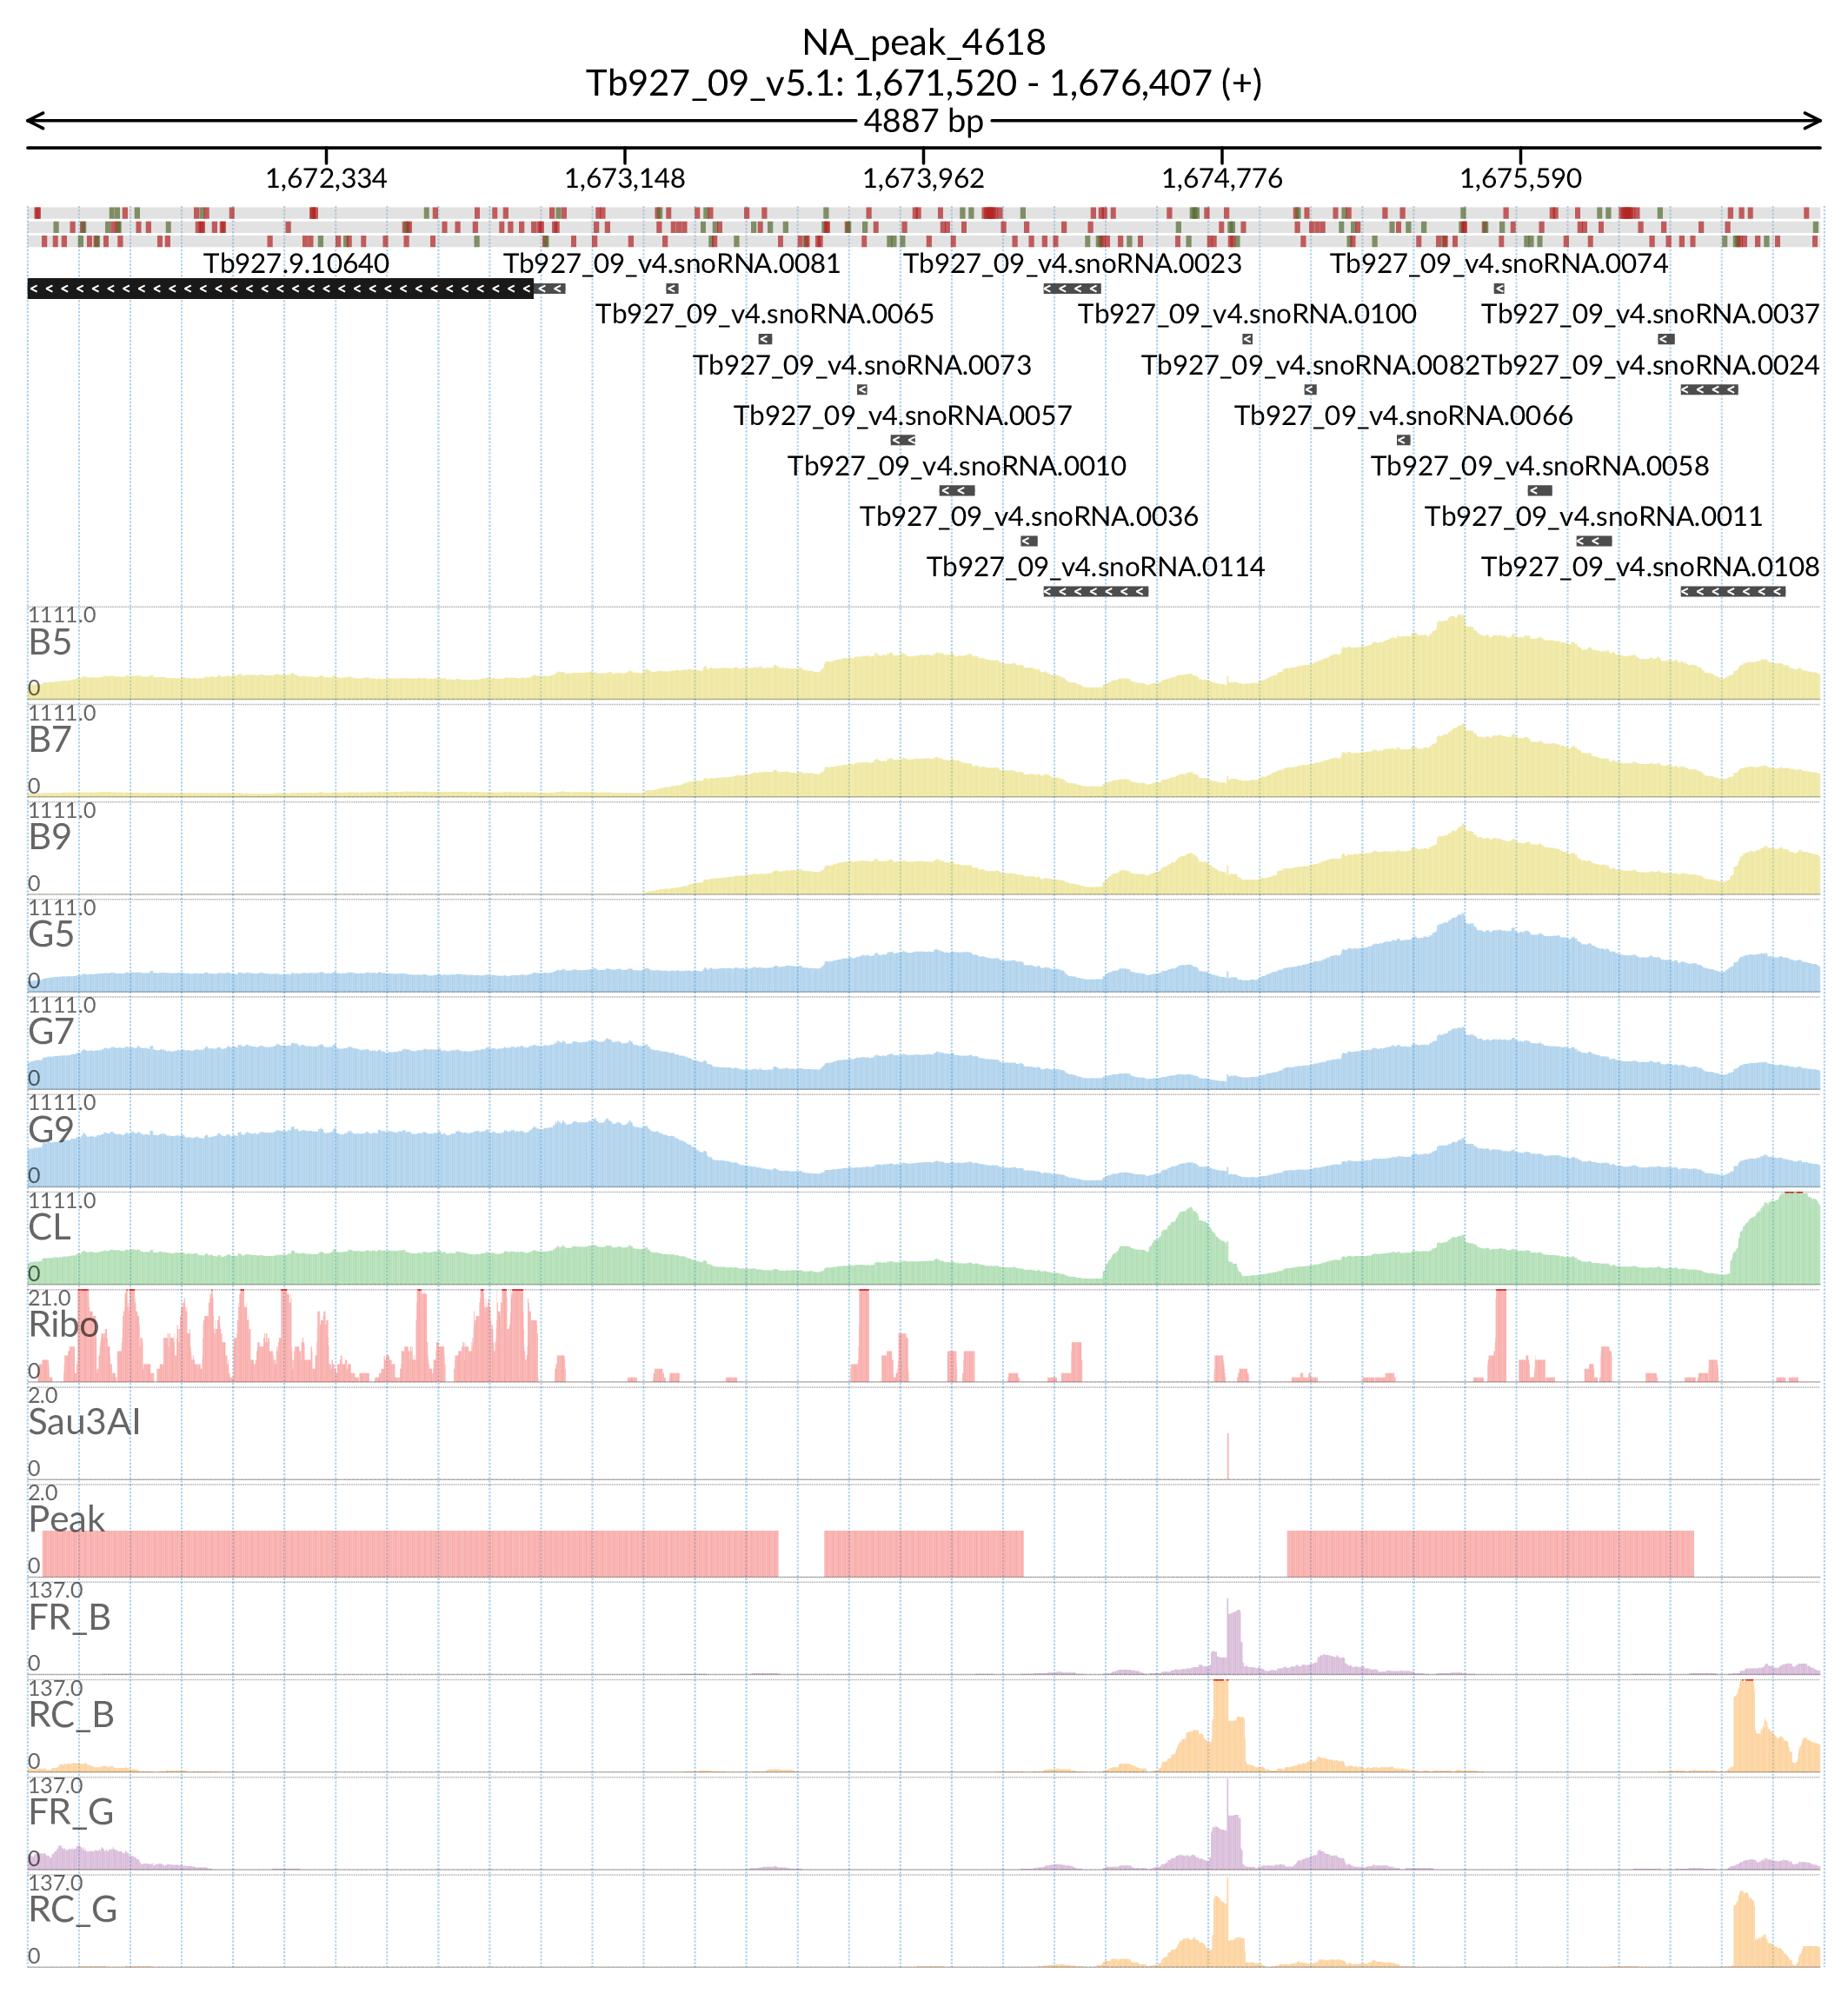 NA_peak_4618
Tb927_09_v5.1: 1,671,520 - 1,676,407 (+)
4887 bp
1,672,334 1,673,148 1,673,962 1,674,776 1,675,590
Tb927.9.10640 Tb927_09_v4.snoRNA.0081 Tb927_09_v4.snoRNA.0023 Tb927_09_v4.snoRNA.0074
Tb927_09_v4.snoRNA.0065 Tb927_09_v4.snoRNA.0100 Tb927_09_v4.snoRNA.0037
Tb927_09_v4.snoRNA.0073 Tb927_09_v4.snoRNA.0082 Tb927_09_v4.snoRNA.0024
Tb927_09_v4.snoRNA.0057 Tb927_09_v4.snoRNA.0066
Tb927_09_v4.snoRNA.0010 Tb927_09_v4.snoRNA.0058
Tb927_09_v4.snoRNA.0036 Tb927_09_v4.snoRNA.0011
Tb927_09_v4.snoRNA.0114 Tb927_09_v4.snoRNA.0108
1111.0
B5
0
1111.0
B7
0
1111.0
B9
0
1111.0
G5
0
1111.0
G7
0
1111.0
G9
0
1111.0
CL
0
21.0
Ribo
0
2.0
Sau3AI
0
2.0
Peak
0
137.0
FR_B
0
137.0
RC_B
0
137.0
FR_G
0
137.0
RC_G
0